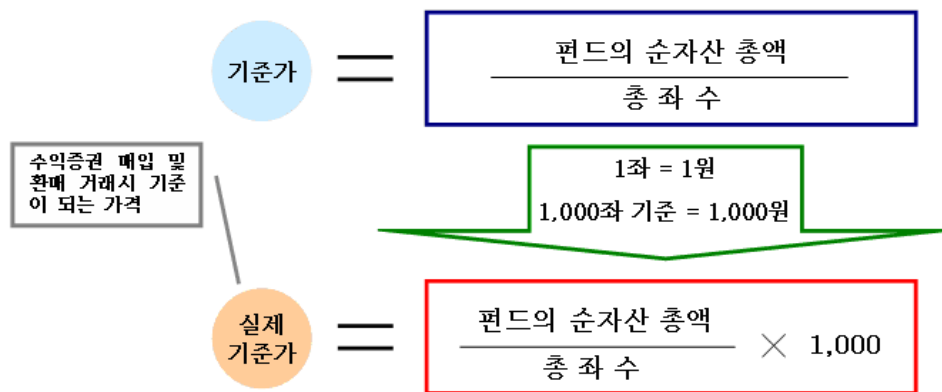 기준가
펀드의 순자산 총액
총 좌 수
수익증권 매입 및
환매 거래시 기준
이 되는 가격
1좌 = 1원
1,000좌 기준 = 1,000원
실제
기준가
펀드의 순자산 총액
총 좌 수
× 1,000